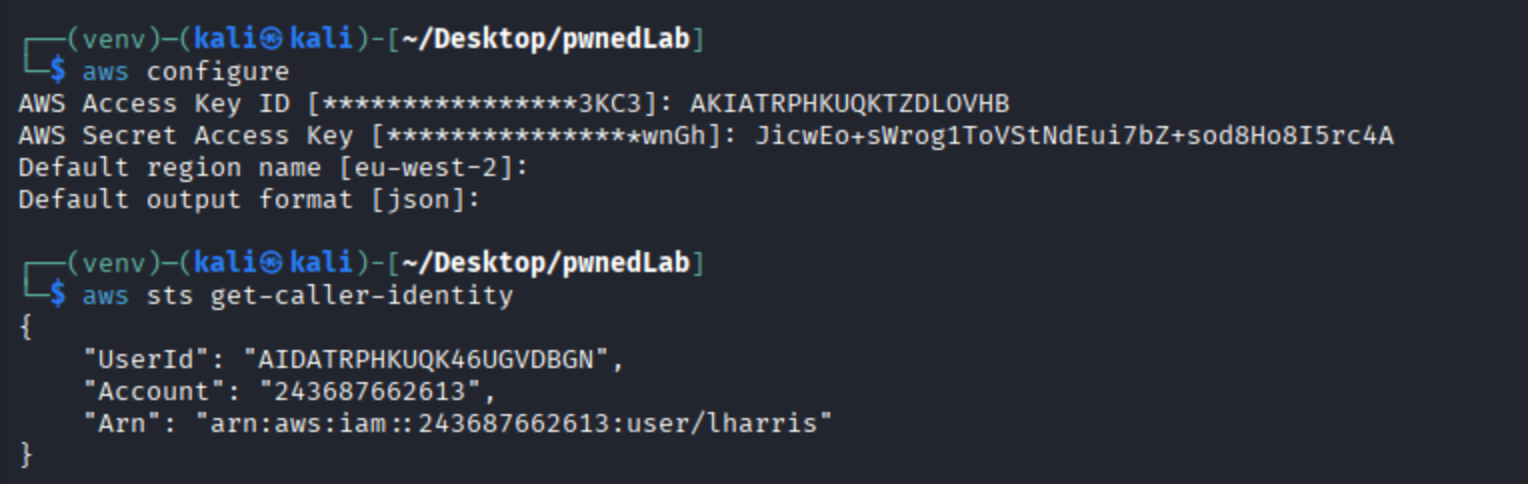 ┌──(venv)─(kali㉿kali)-[~/Desktop/pwnedLab]
└─$ aws configure
AWS Access Key ID [****************3KC3]: AKIATRPHKUQKTZDLOVHB
AWS Secret Access Key [****************wnGh]: 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
Default region name [eu-west-2]:
Default output format [json]:
┌──(venv)─(kali㉿kali)-[~/Desktop/pwnedLab]
└─$ aws sts get-caller-identity
{
    "UserId": "AIDATRPHKUQK46UGVDBGN",
    "Account": "243687662613",
    "Arn": "arn:aws:iam::243687662613:user/lharris"
}